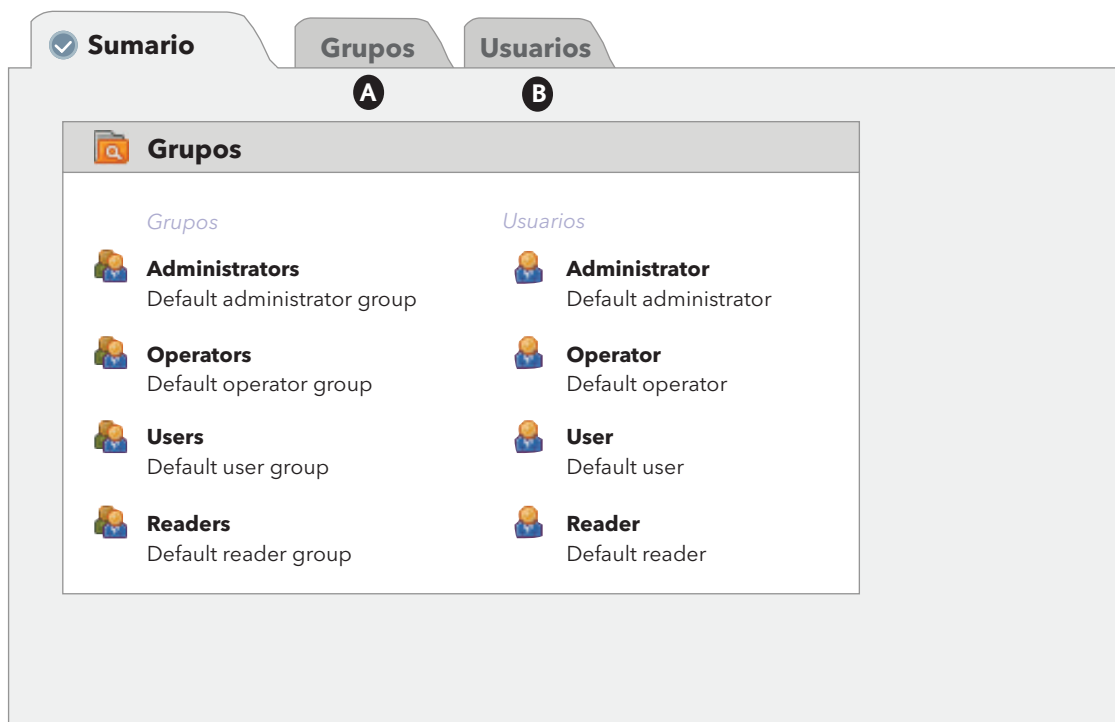 Sumario
Grupos
Usuarios
A
B
Grupos
Grupos
Usuarios
Administrators
Default administrator group
Administrator
Default administrator
Operators
Default operator group
Operator
Default operator
Users
Default user group
User
Default user
Readers
Default reader group
Reader
Default reader